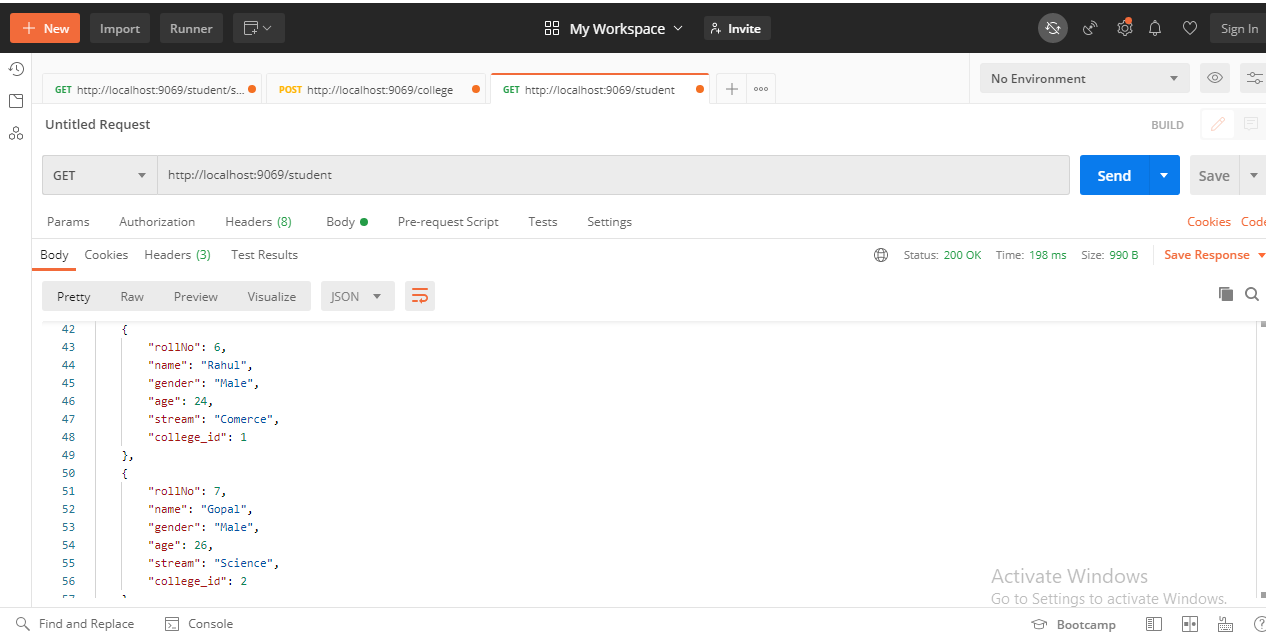 New Import Runner My Workspace Invite Sign In
GET http://localhost:9069/student/s... POST http://localhost:9069/college GET http://localhost:9069/student No Environment
Untitled Request BUILD
GET http://localhost:9069/student Send Save
Params Authorization Headers (8) Body Pre-request Script Tests Settings Cookies Code
Body Cookies Headers (3) Test Results Status: 200 OK Time: 198 ms Size: 990 B Save Response
Pretty Raw Preview Visualize JSON
42 {
43 "rollNo": 6,
44 "name": "Rahul",
45 "gender": "Male",
46 "age": 24,
47 "stream": "Comerce",
48 "college_id": 1
49 },
50 {
51 "rollNo": 7,
52 "name": "Gopal",
53 "gender": "Male",
54 "age": 26,
55 "stream": "Science",
56 "college_id": 2
57
Activate Windows
Go to Settings to activate Windows.
Find and Replace Console Bootcamp